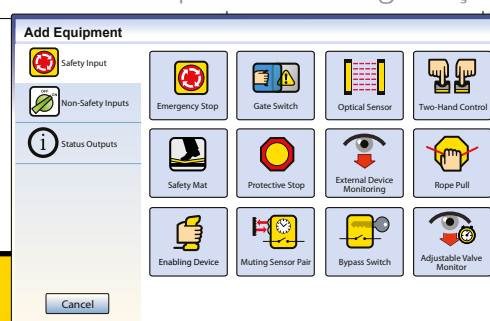 Add Equipment
Safety Input
OFF
ON
Non-Safety Inputs
i
Status Outputs
Emergency Stop
Gate Switch
Optical Sensor
Two-Hand Control
Safety Mat
Protective Stop
External Device
Monitoring
Rope Pull
Enabling Device
Muting Sensor Pair
Bypass Switch
Adjustable Valve
Monitor
Cancel